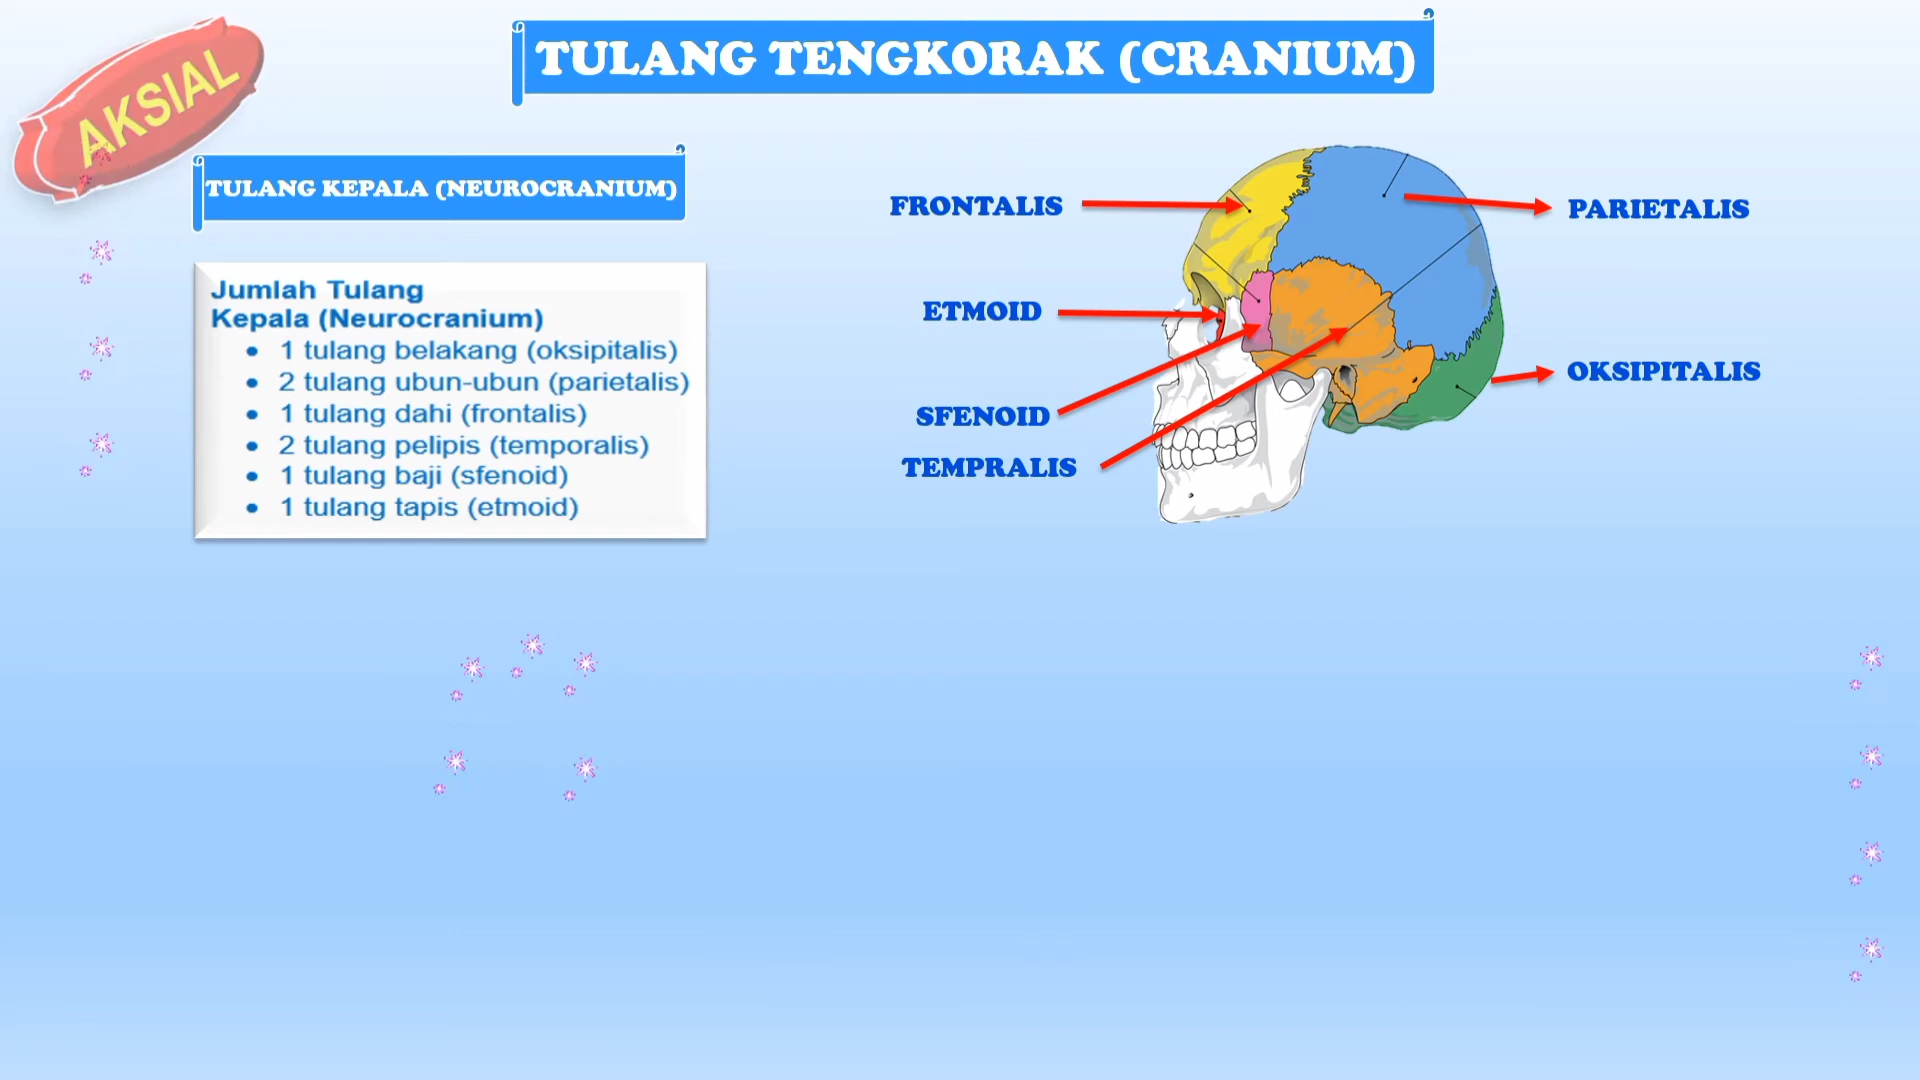 AKSIAL
TULANG TENGKORAK (CRANIUM)
TULANG KEPALA (NEUROCRANIUM)
Jumlah Tulang
Kepala (Neurocranium)
• 1 tulang belakang (oksipitalis)
• 2 tulang ubun-ubun (parietalis)
• 1 tulang dahi (frontalis)
• 2 tulang pelipis (temporalis)
• 1 tulang baji (sfenoid)
• 1 tulang tapis (etmoid)
FRONTALIS
PARIETALIS
ETMOID
OKSIPITALIS
SFENOID
TEMPRALIS